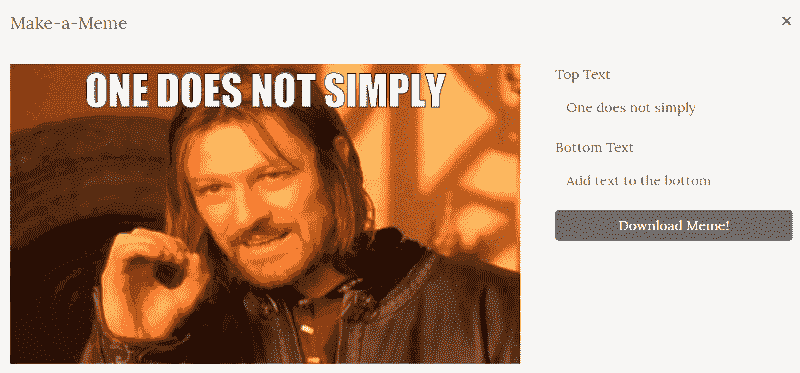 Make-a-Meme
×
ONE DOES NOT SIMPLY
Top Text
One does not simply
Bottom Text
Add text to the bottom
Download Meme!